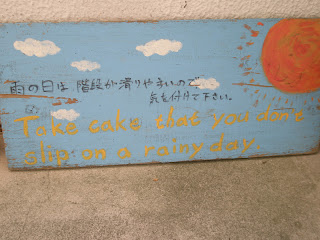 雨の日は 階段が滑りやすいので
気を付けて下さい。
Take cake that you don't
slip on a rainy day.